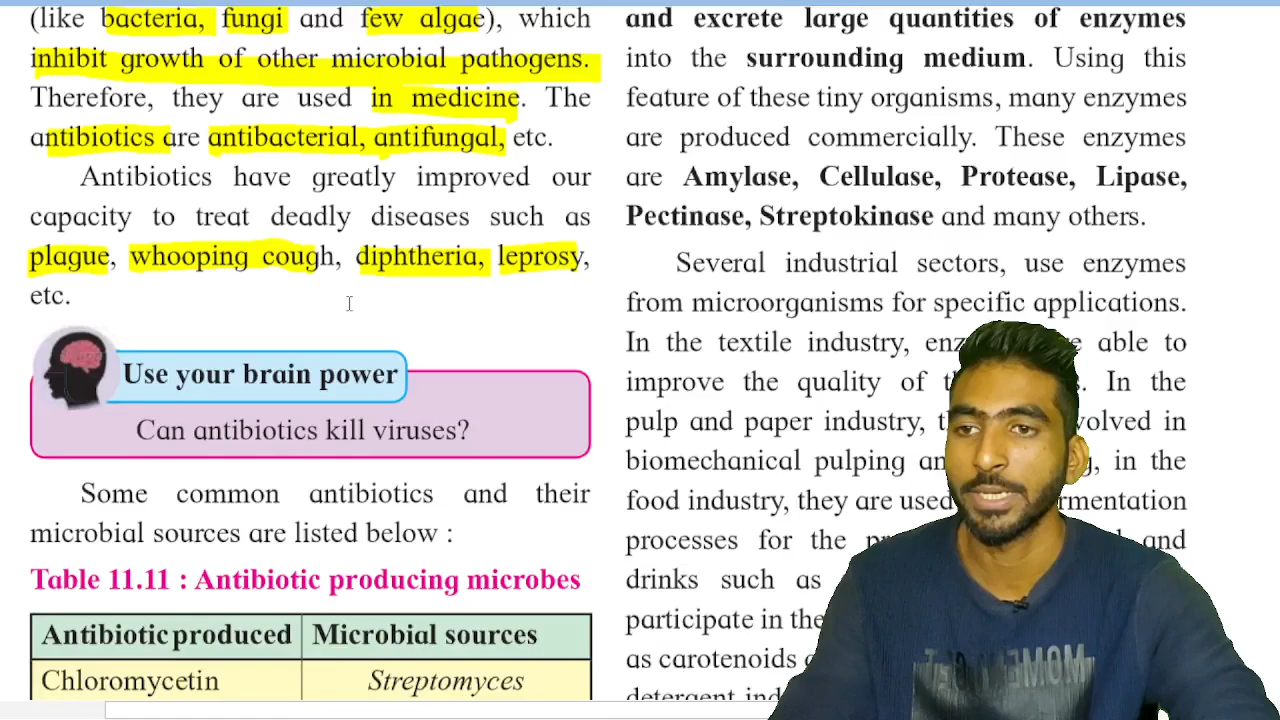 (like bacteria, fungi and few algae), which
inhibit growth of other microbial pathogens.
Therefore, they are used in medicine. The
antibiotics are antibacterial, antifungal, etc.
Antibiotics have greatly improved our
capacity to treat deadly diseases such as
plague, whooping cough, diphtheria, leprosy,
etc.
Use your brain power
Can antibiotics kill viruses?
Some common antibiotics and their
microbial sources are listed below :
Table 11.11 : Antibiotic producing microbes
Antibiotic produced Microbial sources
Chloromycetin Streptomyces
and excrete large quantities of enzymes
into the surrounding medium. Using this
feature of these tiny organisms, many enzymes
are produced commercially. These enzymes
are Amylase, Cellulase, Protease, Lipase,
Pectinase, Streptokinase and many others.
Several industrial sectors, use enzymes
from microorganisms for specific applications.
In the textile industry, able to
improve the quality of In the
pulp and paper industry, in
biomechanical pulping in the
food industry, they are used
processes for the and
drinks such as
participate in the
as carotenoids
detergent